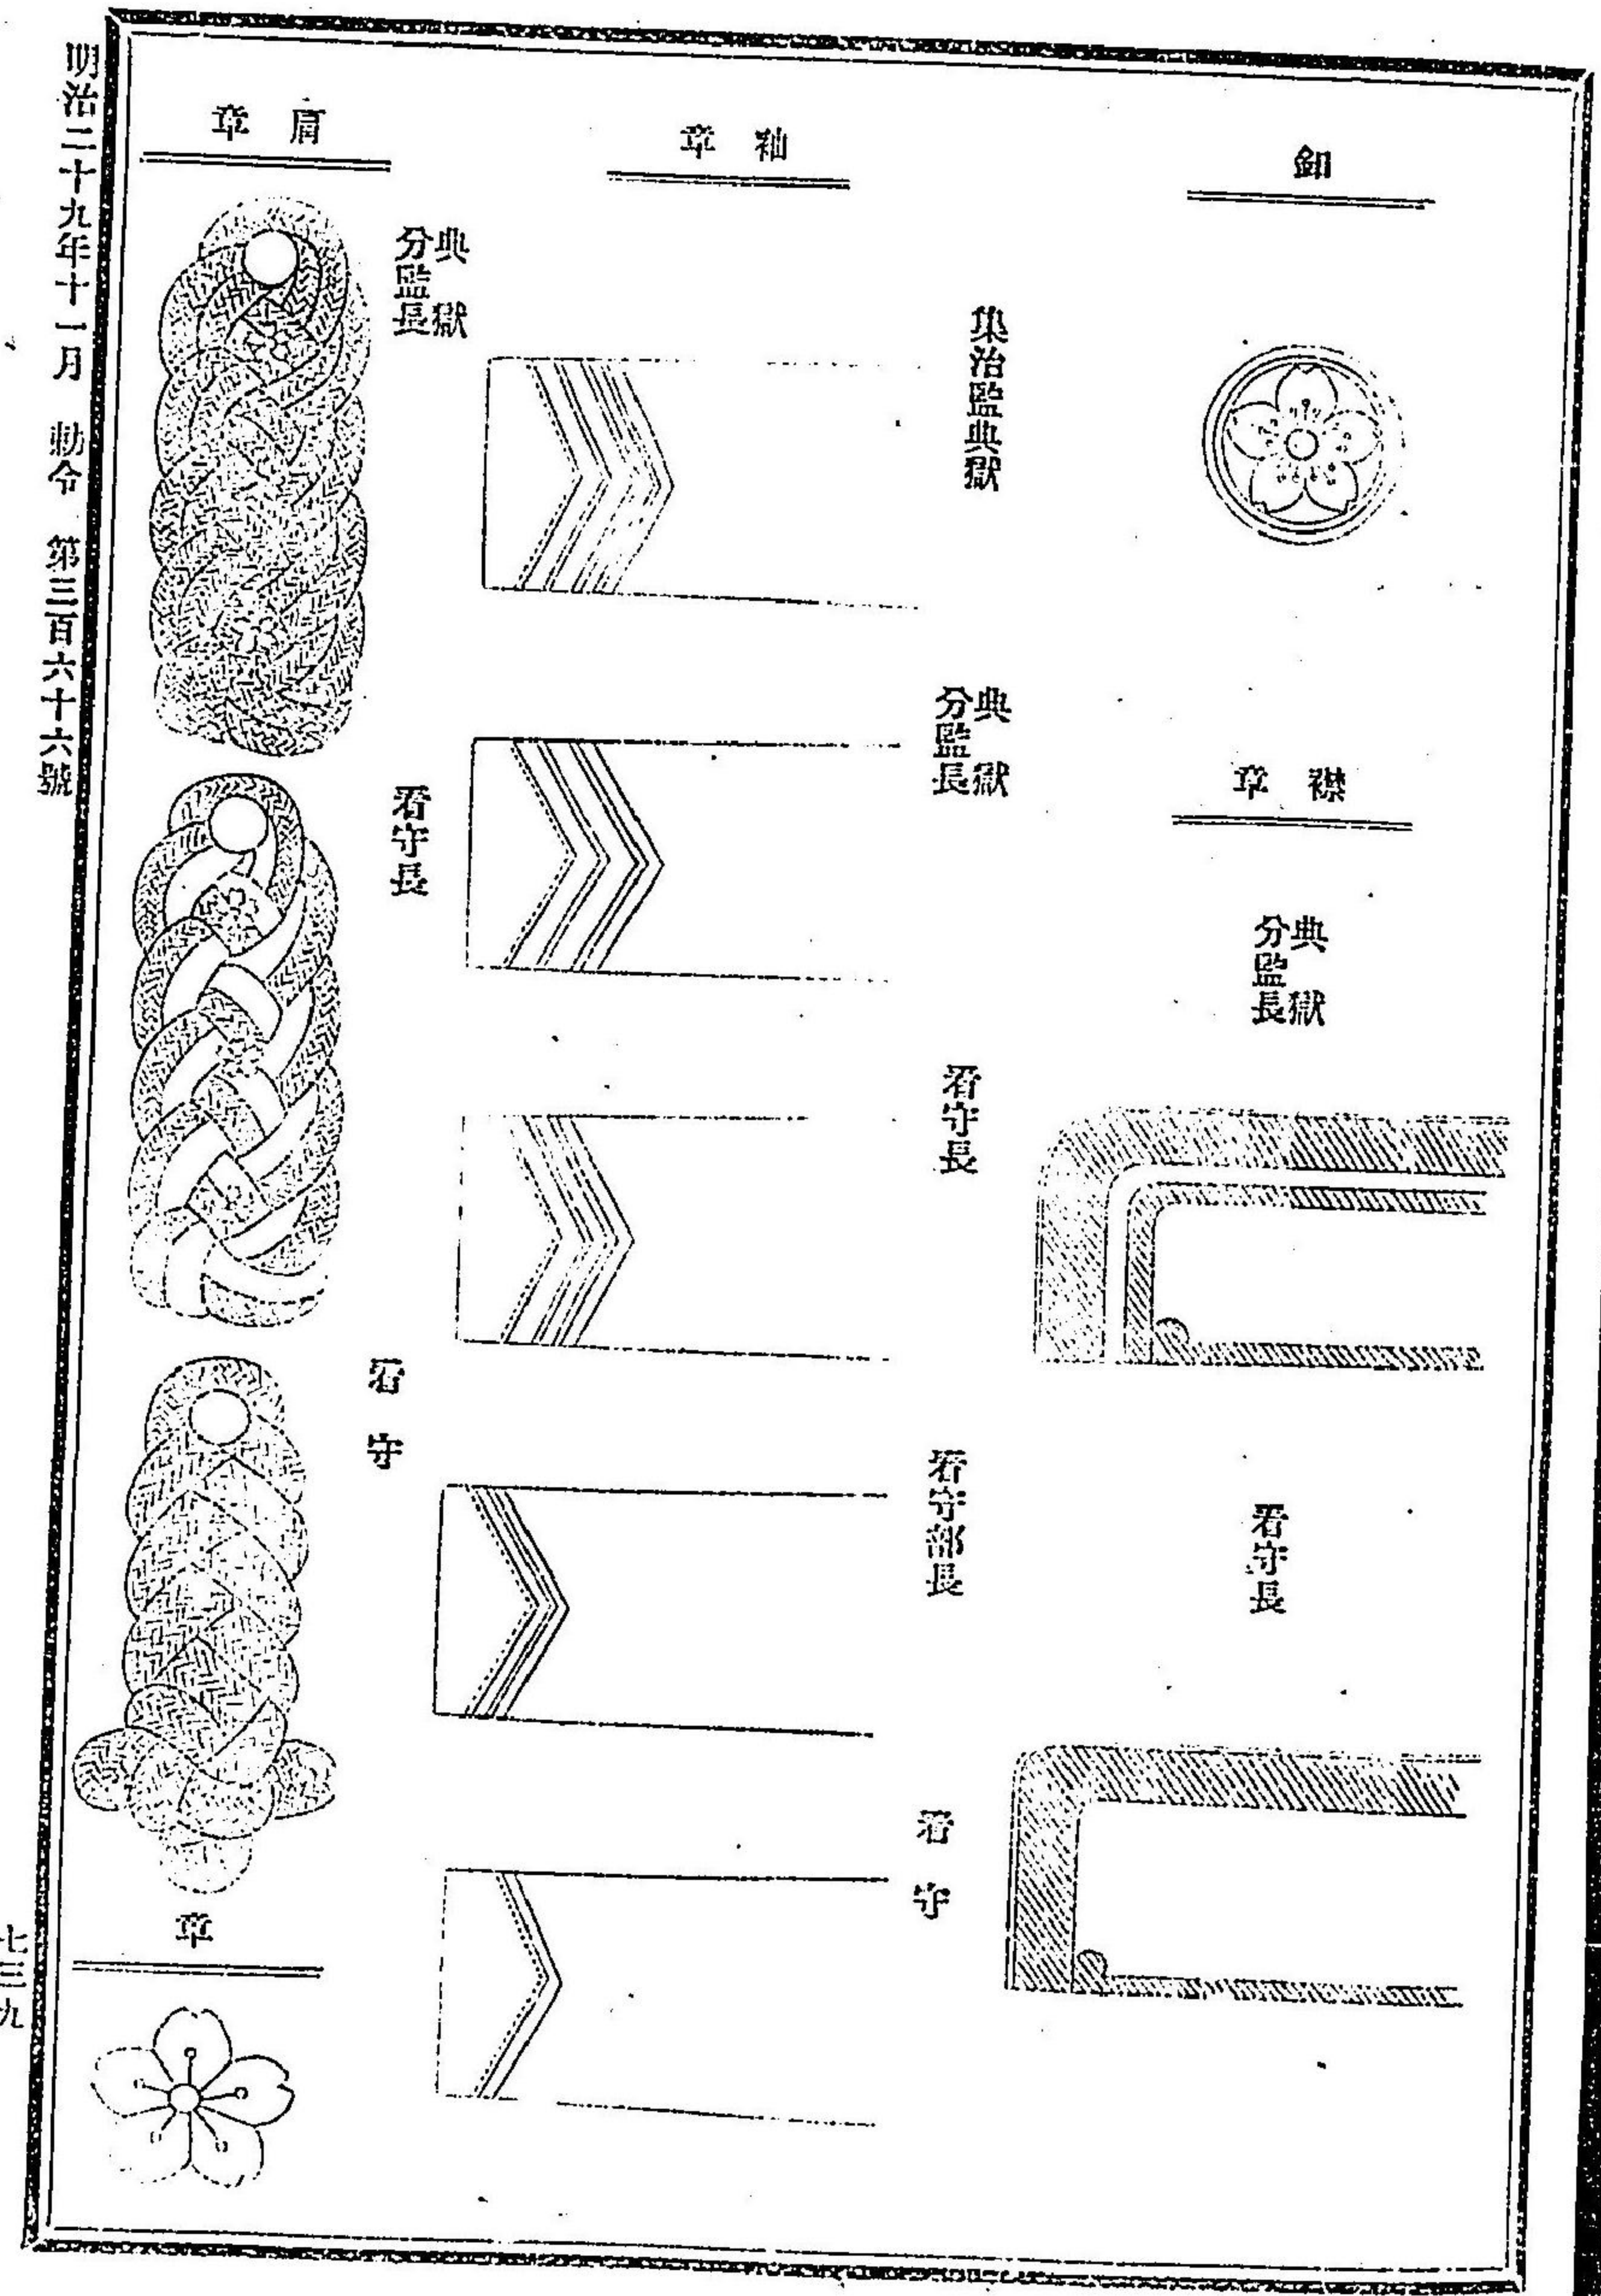 明治二十九年十一月 勅令 第三百六十六號
七三九
釦
襟章
典獄
分監長
看守長
袖章
集治監典獄
典獄
分監長
看守長
看守部長
看守
肩章
典獄
分監長
看守長
看守
章